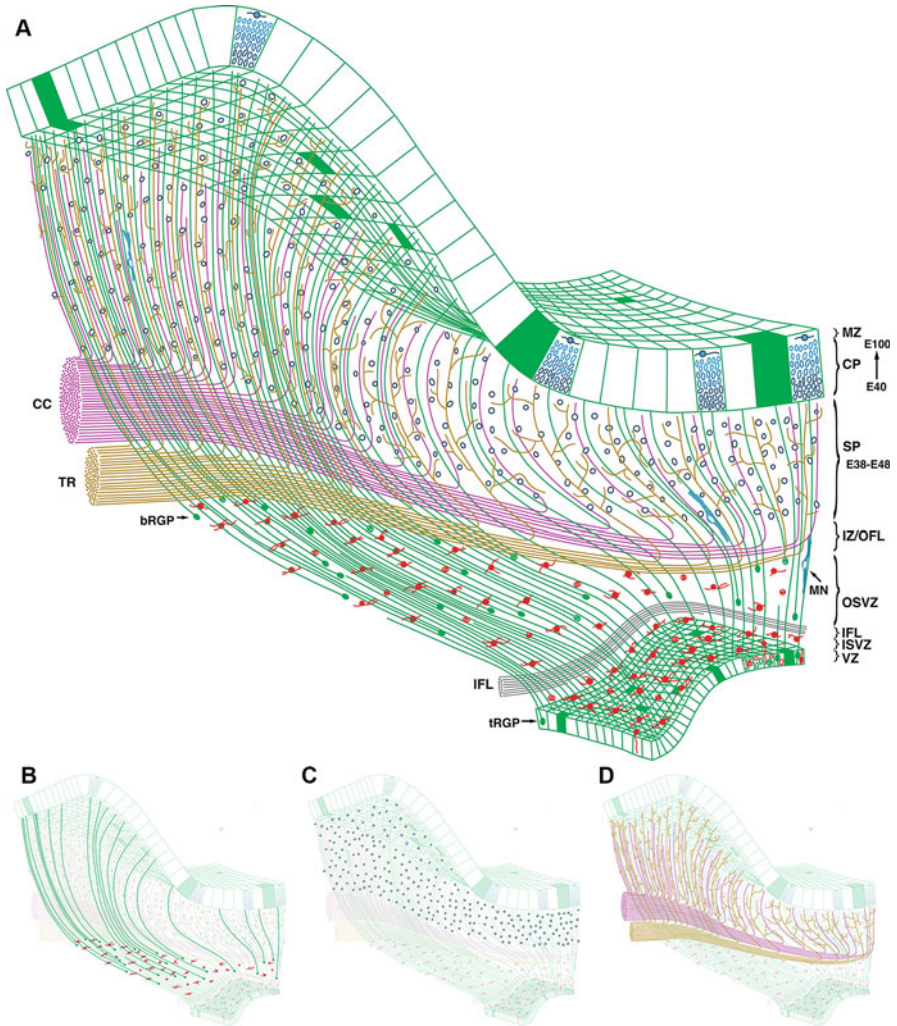 A
MZ
E100
CP
E40
SP
E38-E48
CC
TR
bRGP
IZ/OFL
MN
OSVZ
IFL
ISVZ
VZ
IFL
tRGP
B
C
D